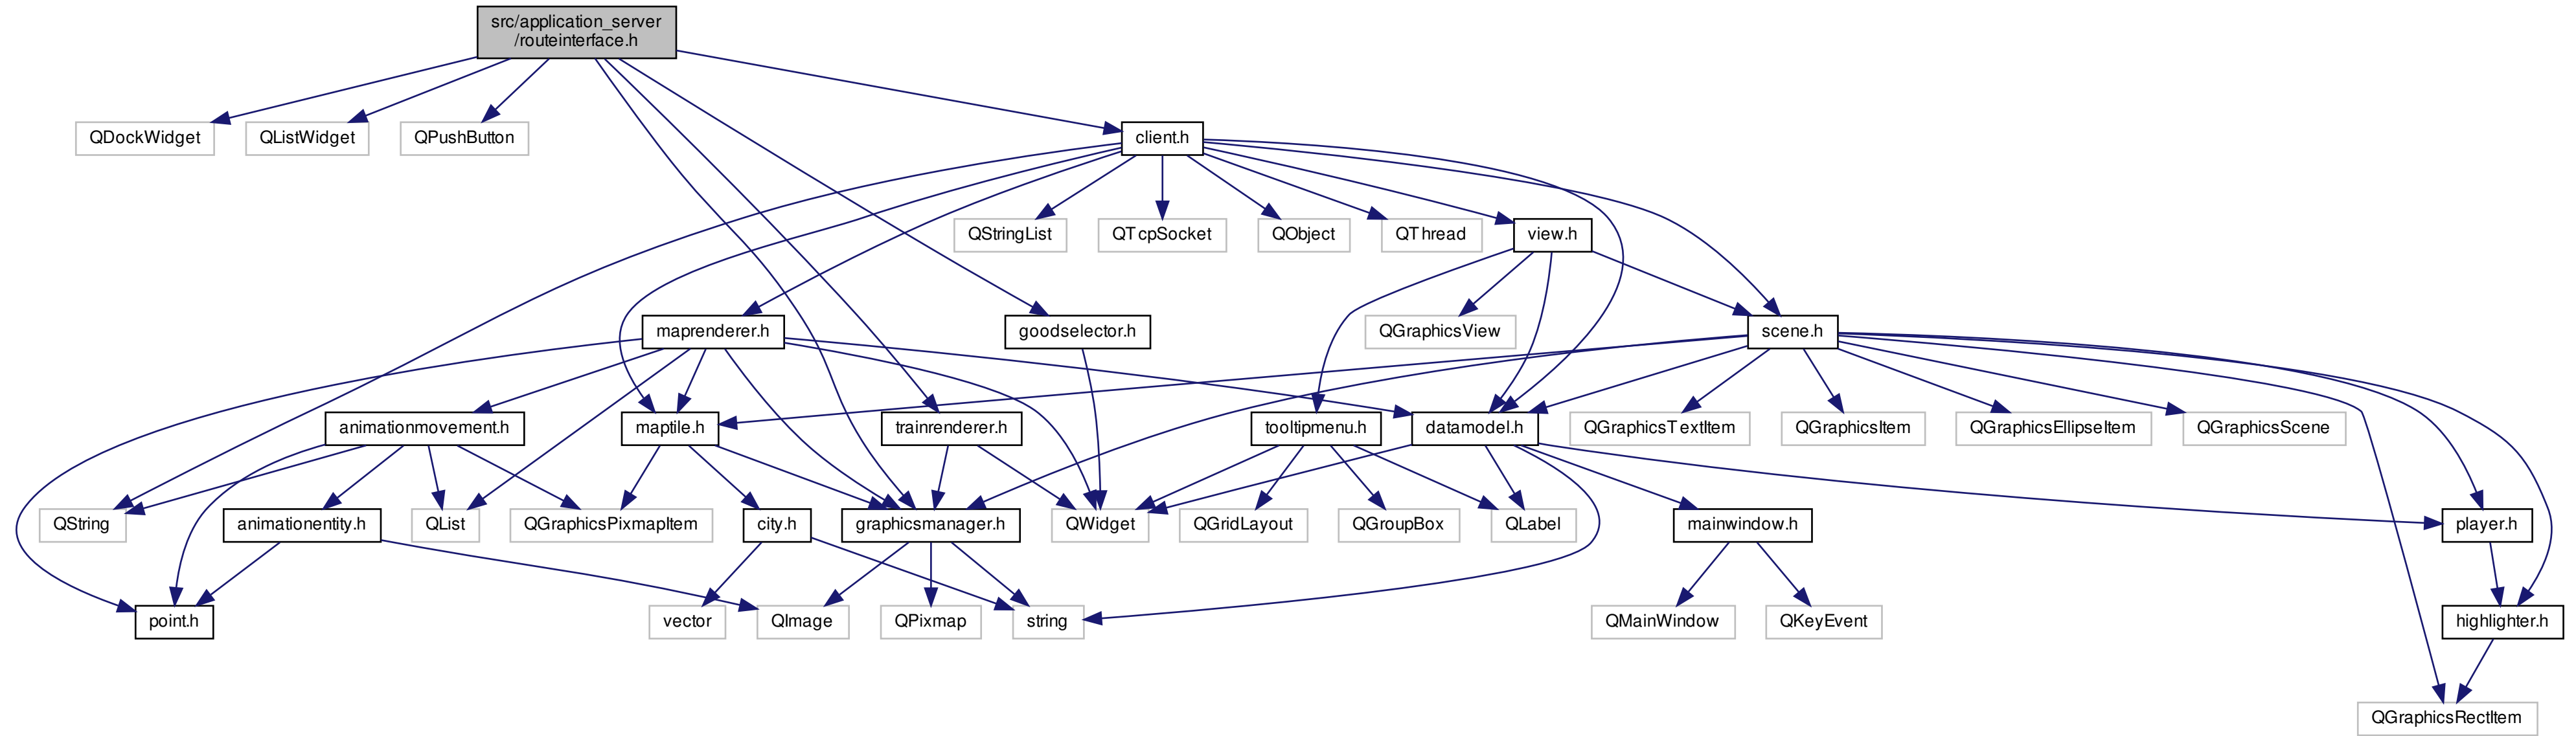 src/application_server
/routeinterface.h
QDockWidget
QListWidget
QPushButton
client.h
QStringList
QTcpSocket
QObject
QThread
view.h
maprenderer.h
goodselector.h
QGraphicsView
scene.h
animationmovement.h
maptile.h
trainrenderer.h
tooltipmenu.h
datamodel.h
QGraphicsTextItem
QGraphicsItem
QGraphicsEllipseItem
QGraphicsScene
QString
animationentity.h
QList
QGraphicsPixmapItem
city.h
graphicsmanager.h
QWidget
QGridLayout
QGroupBox
QLabel
mainwindow.h
player.h
point.h
vector
QImage
QPixmap
string
QMainWindow
QKeyEvent
highlighter.h
QGraphicsRectItem